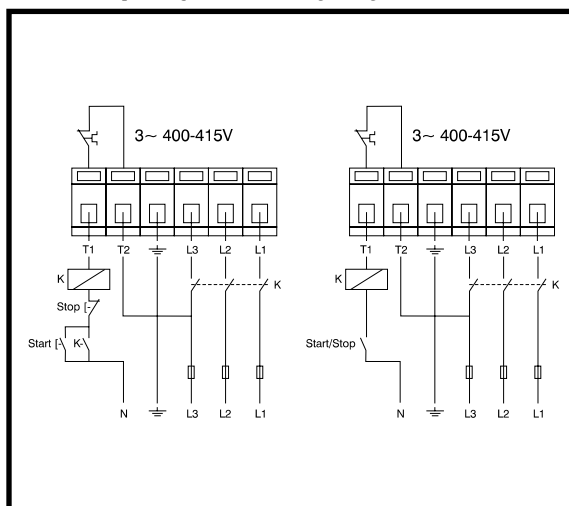 3~ 400-415V 3~ 400-415V
T1 T2 L3 L2 L1 T1 T2 L3 L2 L1
K K K K
Stop
Start K Start/Stop
N L3 L2 L1 N L3 L2 L1